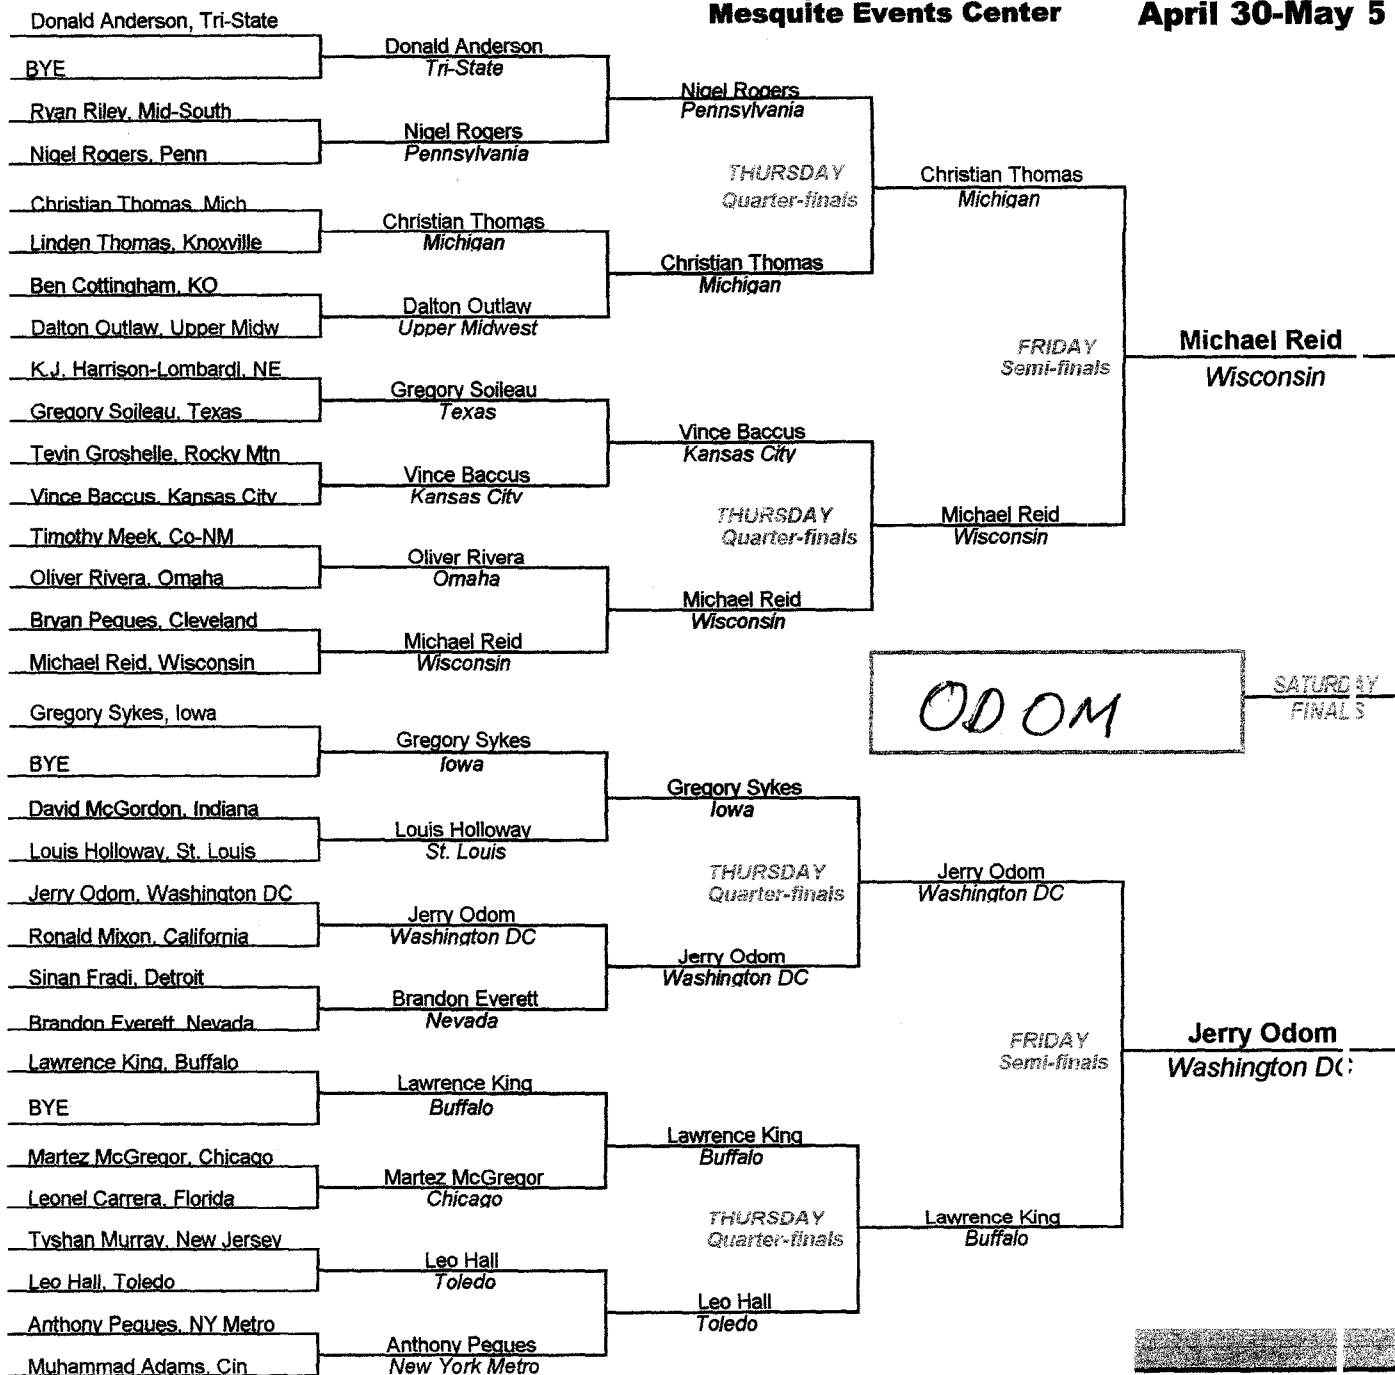 Mesquite Events Center
April 30-May 5
Donald Anderson, Tri-State
BYE
Ryan Riley, Mid-South
Nigel Rogers, Penn
Christian Thomas, Mich
Linden Thomas, Knoxville
Ben Cottingham, KO
Dalton Outlaw, Upper Midw
K.J. Harrison-Lombardi, NE
Gregory Soileau, Texas
Tevin Groshelle, Rocky Mtn
Vince Baccus, Kansas City
Timothy Meek, Co-NM
Oliver Rivera, Omaha
Bryan Pegues, Cleveland
Michael Reid, Wisconsin
Gregory Sykes, Iowa
BYE
David McGordon, Indiana
Louis Holloway, St. Louis
Jerry Odom, Washington DC
Ronald Mixon, California
Sinan Fradi, Detroit
Brandon Everett, Nevada
Lawrence King, Buffalo
BYE
Martez McGregor, Chicago
Leonel Carrera, Florida
Tyshan Murray, New Jersey
Leo Hall, Toledo
Anthony Pegues, NY Metro
Muhammad Adams, Cin
Donald Anderson
Tri-State
Nigel Rogers
Pennsylvania
Christian Thomas
Michigan
Dalton Outlaw
Upper Midwest
Gregory Soileau
Texas
Vince Baccus
Kansas City
Oliver Rivera
Omaha
Michael Reid
Wisconsin
Gregory Sykes
Iowa
Louis Holloway
St. Louis
Jerry Odom
Washington DC
Brandon Everett
Nevada
Lawrence King
Buffalo
Martez McGregor
Chicago
Leo Hall
Toledo
Anthony Pegues
New York Metro
Nigel Rogers
Pennsylvania
THURSDAY
Quarter-finals
Christian Thomas
Michigan
Vince Baccus
Kansas City
THURSDAY
Quarter-finals
Michael Reid
Wisconsin
Gregory Sykes
Iowa
THURSDAY
Quarter-finals
Jerry Odom
Washington DC
Lawrence King
Buffalo
THURSDAY
Quarter-finals
Leo Hall
Toledo
Christian Thomas
Michigan
FRIDAY
Semi-finals
Michael Reid
Wisconsin
ODOM
Jerry Odom
Washington DC
FRIDAY
Semi-finals
Lawrence King
Buffalo
Michael Reid
Wisconsin
SATURDAY
FINALS
Jerry Odom
Washington DC